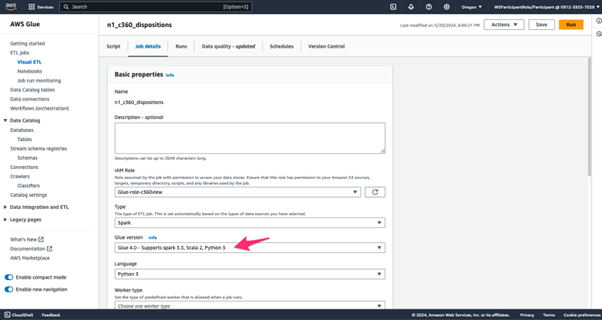 aws
Services
Search
[Option+S]
Oregon
WSParticipantRole/Participant @ 0912-3925-7028
AWS Glue
Getting started
ETL jobs
Visual ETL
Notebooks
Job run monitoring
Data Catalog tables
Data connections
Workflows (orchestration)
Data Catalog
Databases
Tables
Stream schema registries
Schemas
Connections
Crawlers
Classifiers
Catalog settings
Data Integration and ETL
Legacy pages
What's New
Documentation
AWS Marketplace
Enable compact mode
Enable new navigation
n1_c360_dispositions
Last modified on 5/20/2024, 6:00:21 PM
Actions
Save
Run
Script
Job details
Runs
Data quality - updated
Schedules
Version Control
Basic properties Info
Name
n1_c360_dispositions
Description - optional
Descriptions can be up to 2048 characters long.
IAM Role
Role assumed by the job with permission to access your data stores. Ensure that this role has permission to your Amazon S3 sources,
targets, temporary directory, scripts, and any libraries used by the job.
Glue-role-c360view
Type
The type of ETL job. This is set automatically based on the types of data sources you have selected.
Spark
Glue version Info
Glue 4.0 - Supports spark 3.3, Scala 2, Python 3
Language
Python 3
Worker type
Set the type of predefined worker that is allowed when a job runs.
Choose one worker type
CloudShell
Feedback
© 2024, Amazon Web Services, Inc. or its affiliates.
Privacy
Terms
Cookie preferences